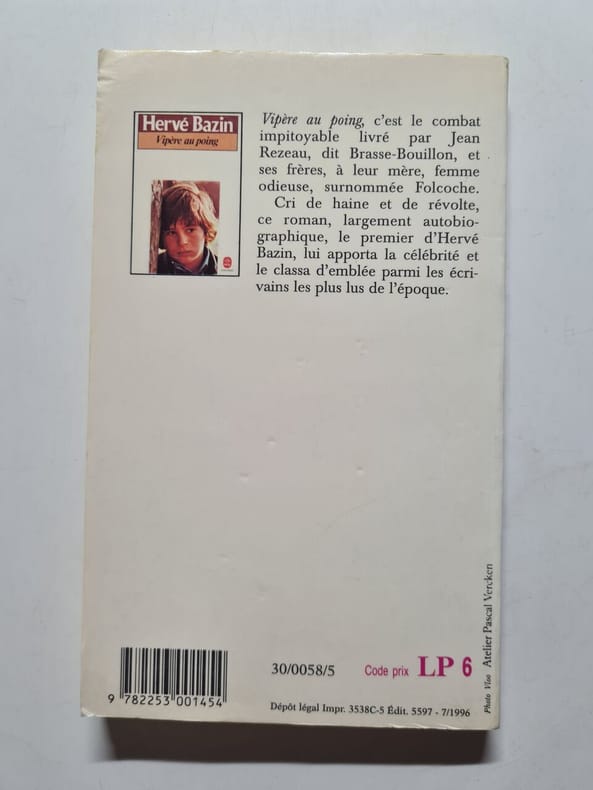 Hervé Bazin
Vipère au poing
Vipère au poing, c'est le combat
impitoyable livré par Jean
Rezeau, dit Brasse-Bouillon, et
ses frères, à leur mère, femme
odieuse, surnommée Folcoche.
Cri de haine et de révolte,
ce roman, largement autobio-
graphique, le premier d'Hervé
Bazin, lui apporta la célébrité et
le classa d'emblée parmi les écri-
vains les plus lus de l'époque.
9 782253 001454
30/0058/5
Code prix LP 6
Dépôt légal Impr. 3538C-5 Édit. 5597 - 7/1996
Photo Vloo Atelier Pascal Vercken